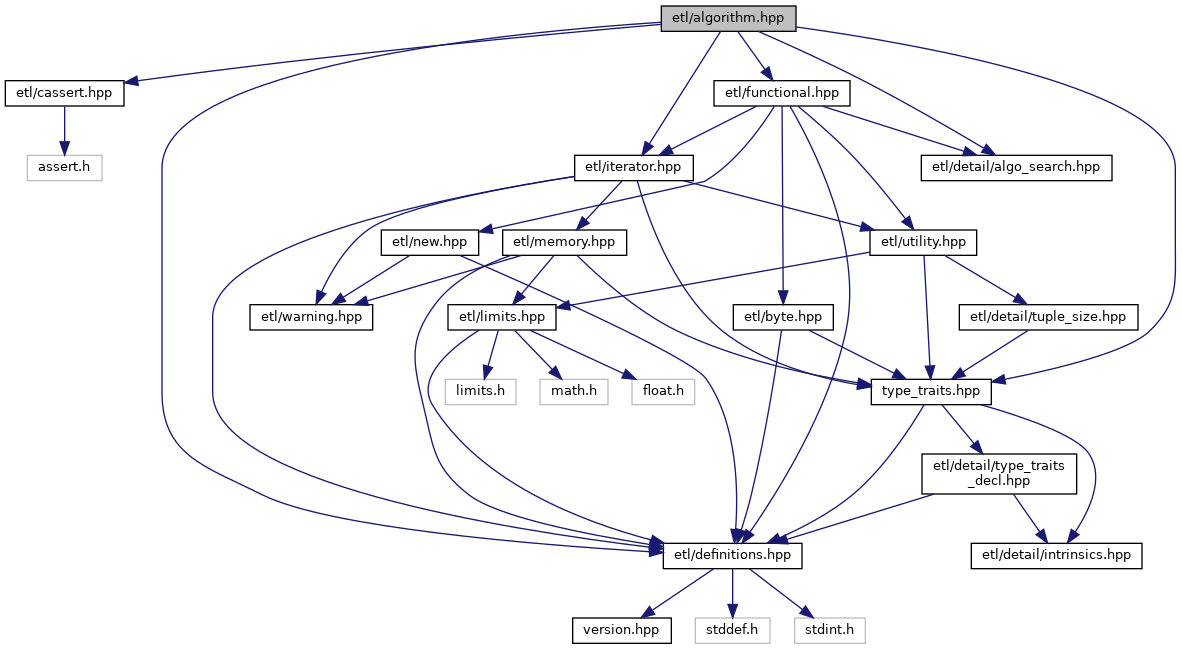 etl/algorithm.hpp
etl/cassert.hpp
etl/functional.hpp
assert.h
etl/iterator.hpp
etl/detail/algo_search.hpp
etl/new.hpp
etl/memory.hpp
etl/utility.hpp
etl/warning.hpp
etl/limits.hpp
etl/byte.hpp
etl/detail/tuple_size.hpp
limits.h
math.h
float.h
type_traits.hpp
etl/detail/type_traits
_decl.hpp
etl/definitions.hpp
etl/detail/intrinsics.hpp
version.hpp
stddef.h
stdint.h